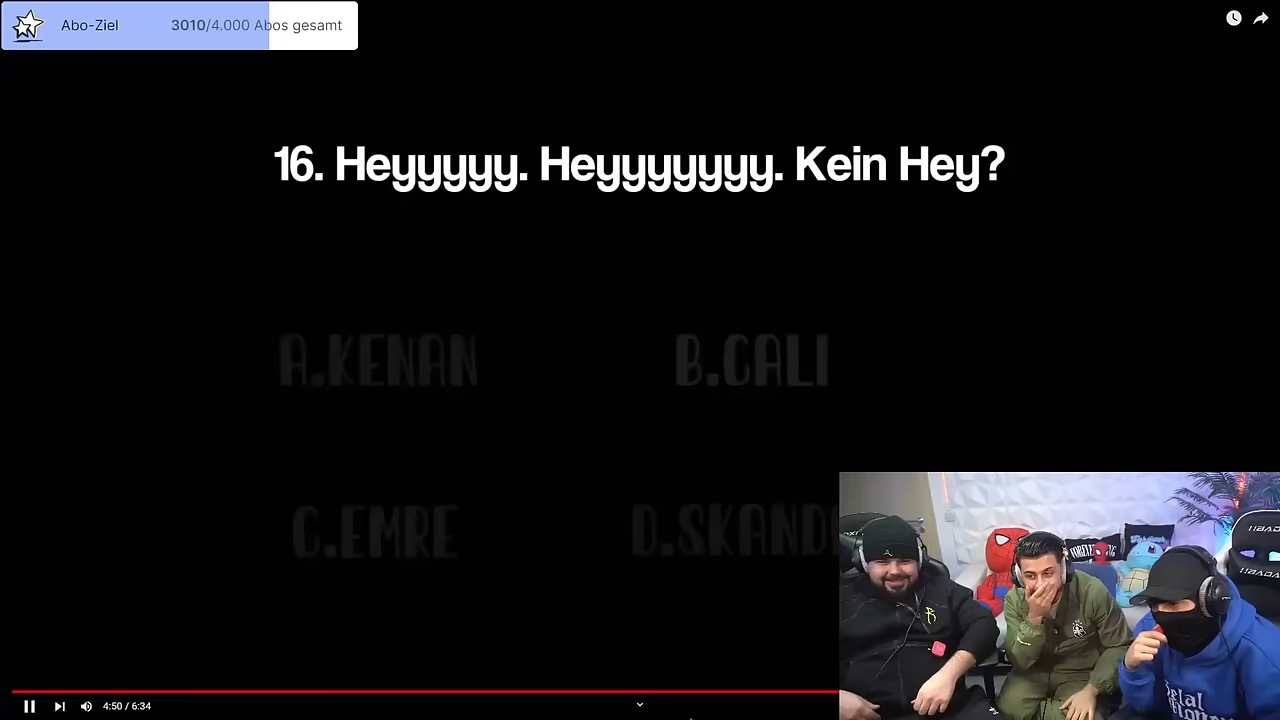 Abo-Ziel 3010/4.000 Abos gesamt
16. Heyyyyy. Heyyyyyyy. Kein Hey?
A.KENAN B.CALI
C.EMRE
4:50 / 6:34